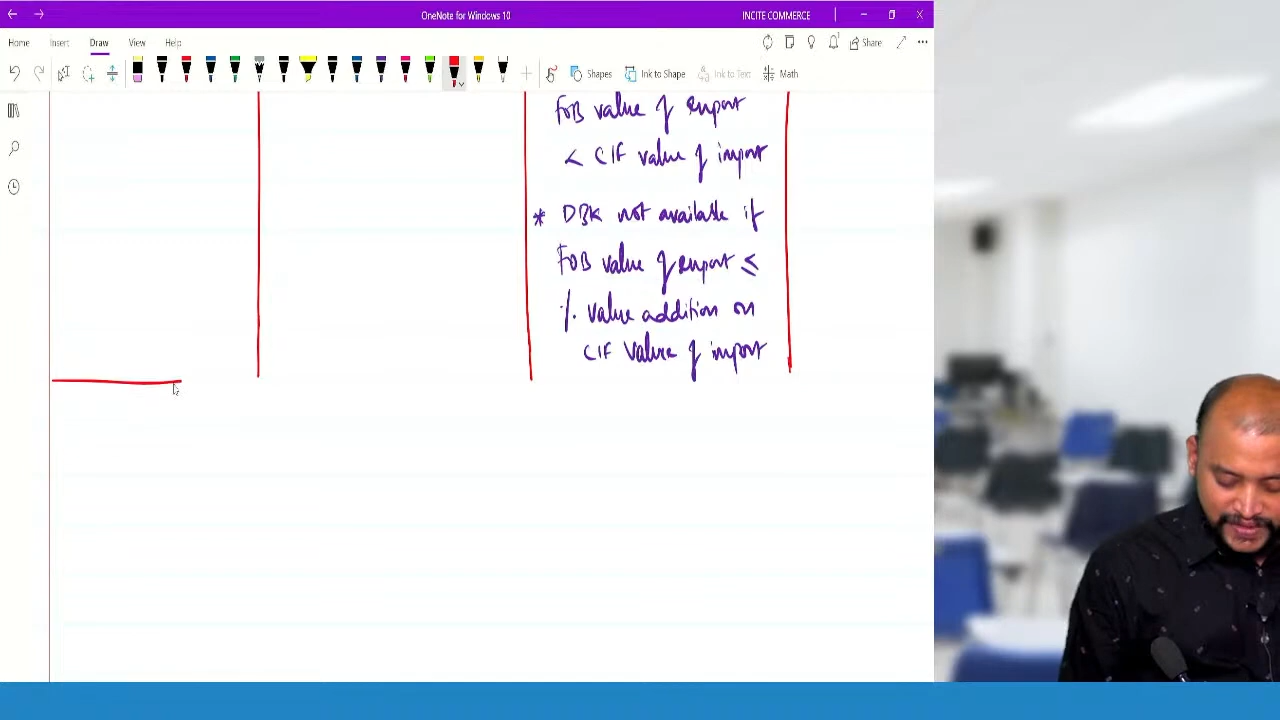 OneNote for Windows 10
INCITE COMMERCE
Home Insert Draw View Help
Share
Shapes Ink to Shape Ink to Text Math
FOB value of export
< CIF value of import
* DBK not available if
FOB value of export ≤
% value addition on
CIF value of import